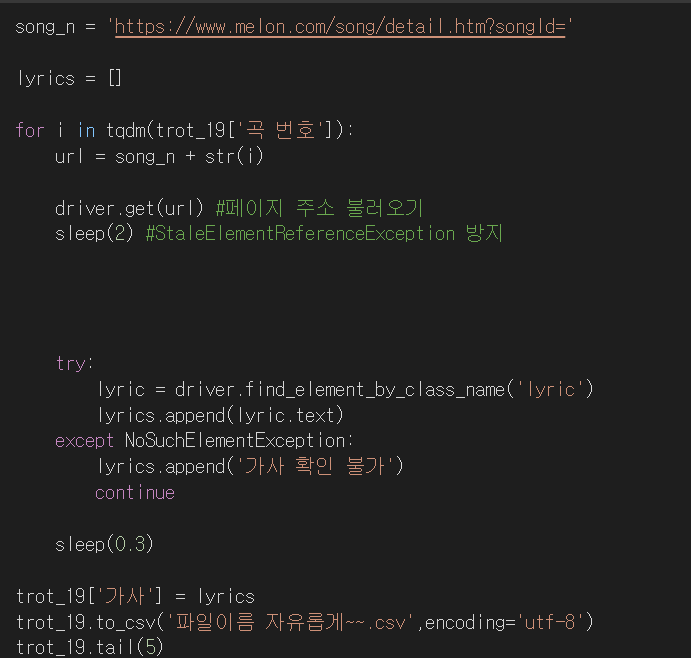 song_n = 'https://www.melon.com/song/detail.htm?songId='
lyrics = []
for i in tqdm(trot_19['곡 번호']):
    url = song_n + str(i)
    driver.get(url) #페이지 주소 불러오기
    sleep(2) #StaleElementReferenceException 방지
    try:
        lyric = driver.find_element_by_class_name('lyric')
        lyrics.append(lyric.text)
    except NoSuchElementException:
        lyrics.append('가사 확인 불가')
        continue
    sleep(0.3)
trot_19['가사'] = lyrics
trot_19.to_csv('파일이름 자유롭게~~.csv',encoding='utf-8')
trot_19.tail(5)